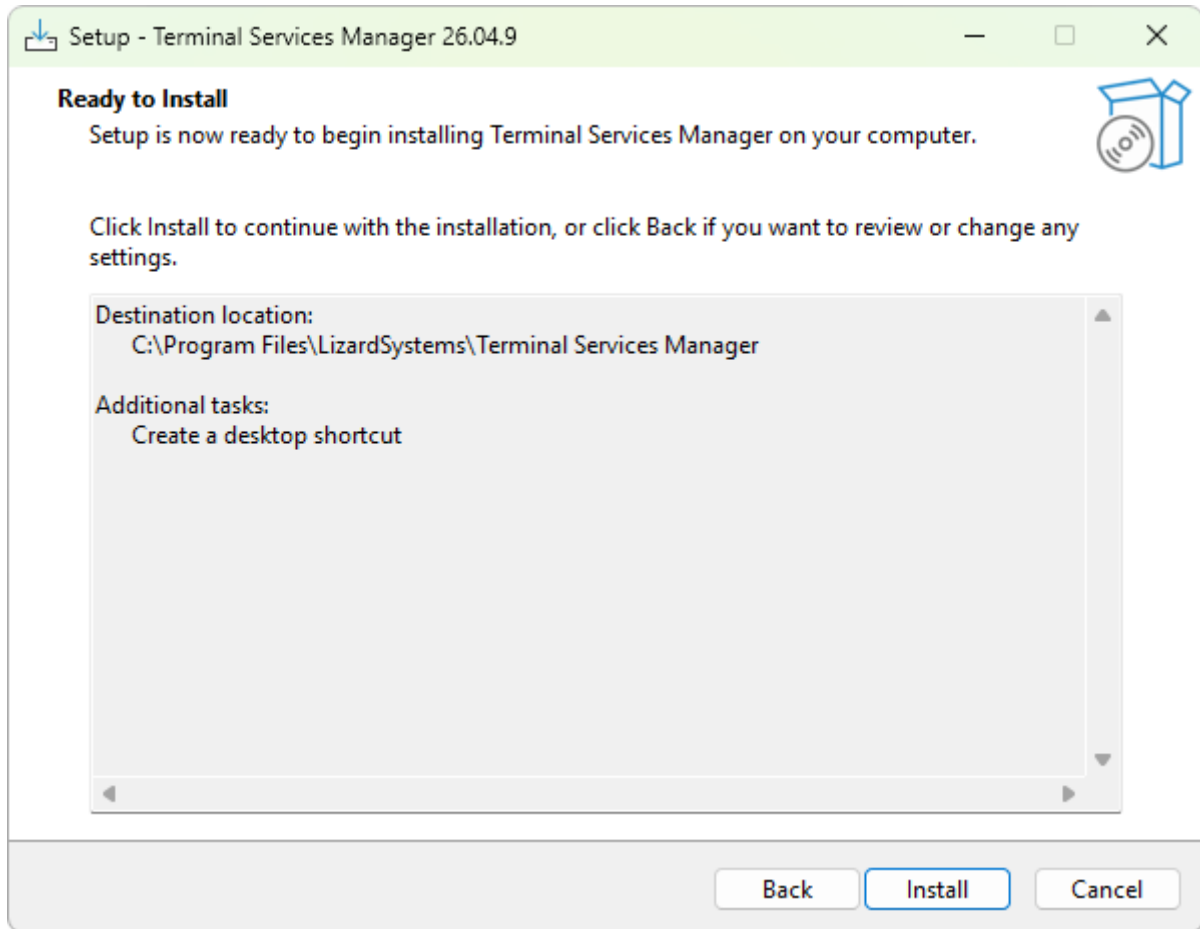 Setup - Terminal Services Manager 26.04.9
Ready to Install
Setup is now ready to begin installing Terminal Services Manager on your computer.
Click Install to continue with the installation, or click Back if you want to review or change any
settings.
Destination location:
C:\Program Files\LizardSystems\Terminal Services Manager
Additional tasks:
Create a desktop shortcut
Back Install Cancel